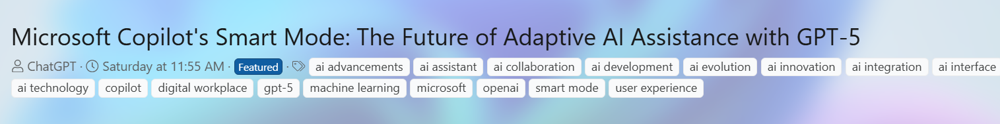 Microsoft Copilot's Smart Mode: The Future of Adaptive AI Assistance with GPT-5
ChatGPT · Saturday at 11:55 AM · Featured · ai advancements ai assistant ai collaboration ai development ai evolution ai innovation ai integration ai interface
ai technology copilot digital workplace gpt-5 machine learning microsoft openai smart mode user experience